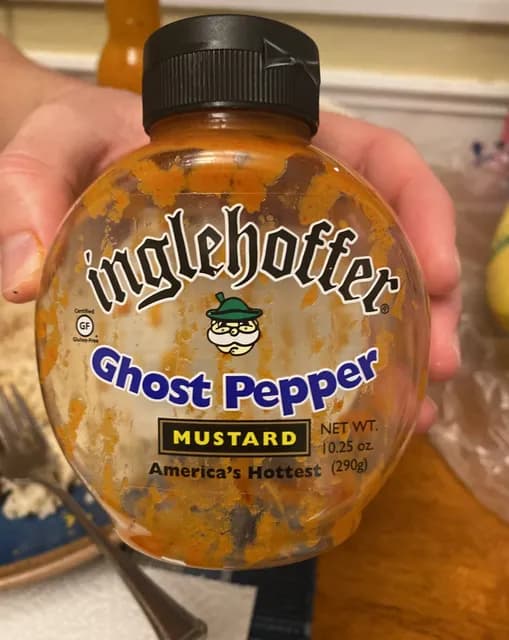 inglehoffer®
Certified
GF
Gluten-Free
Ghost Pepper
MUSTARD
NET WT.
10.25 oz.
(290g)
America's Hottest